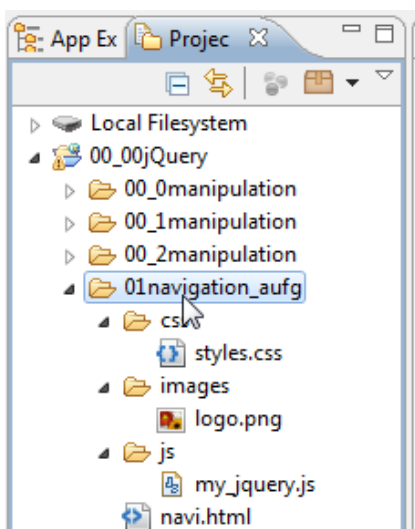 App Ex Projec
Local Filesystem
00_00jQuery
00_0manipulation
00_1manipulation
00_2manipulation
01navigation_aufg
css
styles.css
images
logo.png
js
my_jquery.js
navi.html